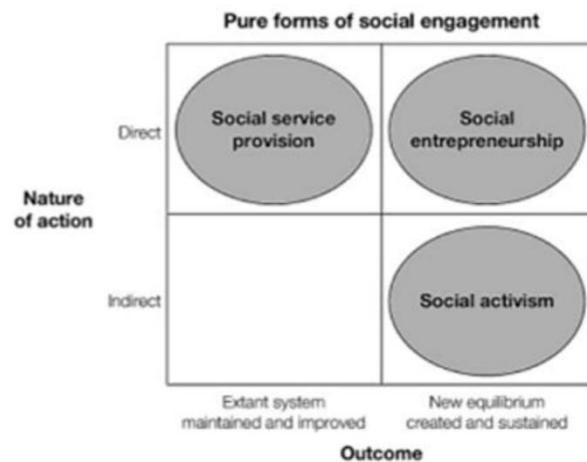 Pure forms of social engagement
Social service
provision
Social
entrepreneurship
Direct
Nature
of action
Indirect
Social activism
Extant system
maintained and improved
New equilibrium
created and sustained
Outcome